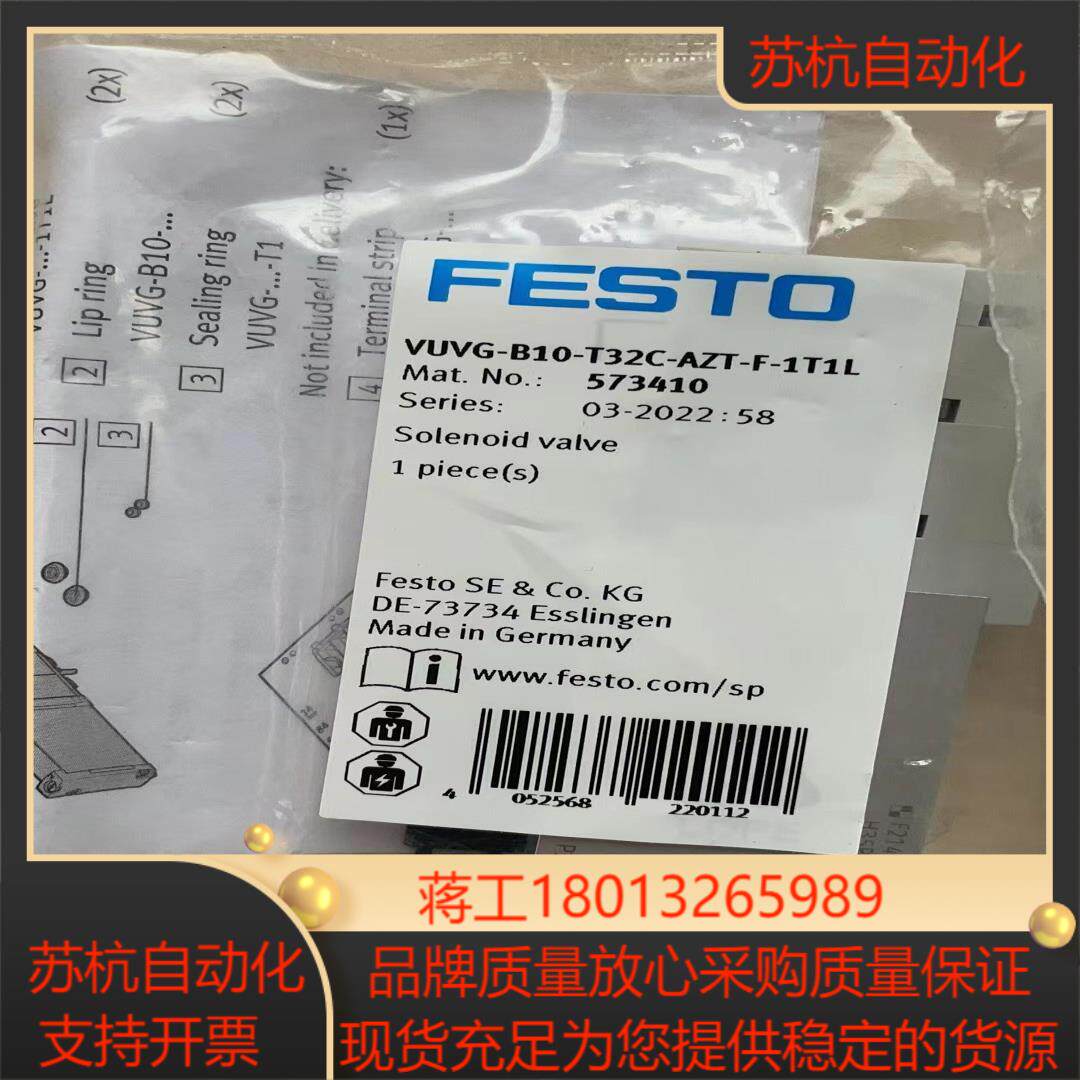 苏杭自动化
(2x)
(2x)
(1x)
2
Lip ring
VUVG-B10-...
3
Sealing ring
VUVG-...-T1
Not included in delivery:
4
Terminal strip
2
3
FESTO
VUVG-B10-T32C-AZT-F-1T1L
Mat. No.: 573410
Series: 03-2022:58
Solenoid valve
1 piece(s)
Festo SE & Co. KG
DE-73734 Esslingen
Made in Germany
www.festo.com/sp
4 052568 220112
蒋工18013265989
苏杭自动化
支持开票
品牌质量放心采购质量保证
现货充足为您提供稳定的货源